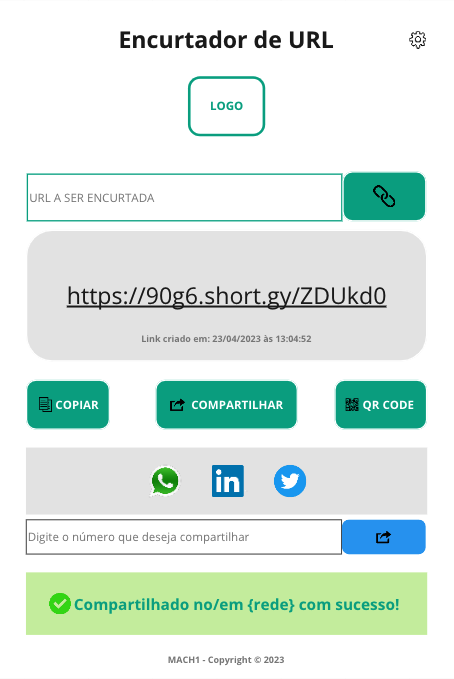 Encurtador de URL
LOGO
URL A SER ENCURTADA
https://90g6.short.gy/ZDUkd0
Link criado em: 23/04/2023 às 13:04:52
COPIAR
COMPARTILHAR
QR CODE
in
Digite o número que deseja compartilhar
Compartilhado no/em {rede} com sucesso!
MACH1 - Copyright © 2023